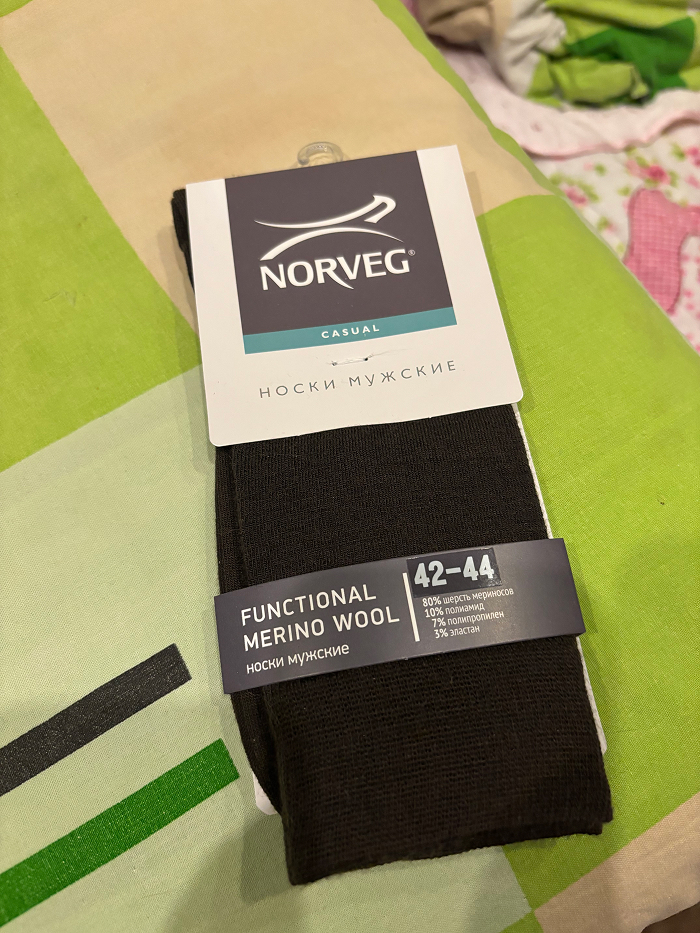 NORVEG®
CASUAL
НОСКИ МУЖСКИЕ
FUNCTIONAL
MERINO WOOL
носки мужские
42-44
80% шерсть мериносов
10% полиамид
7% полипропилен
3% эластан